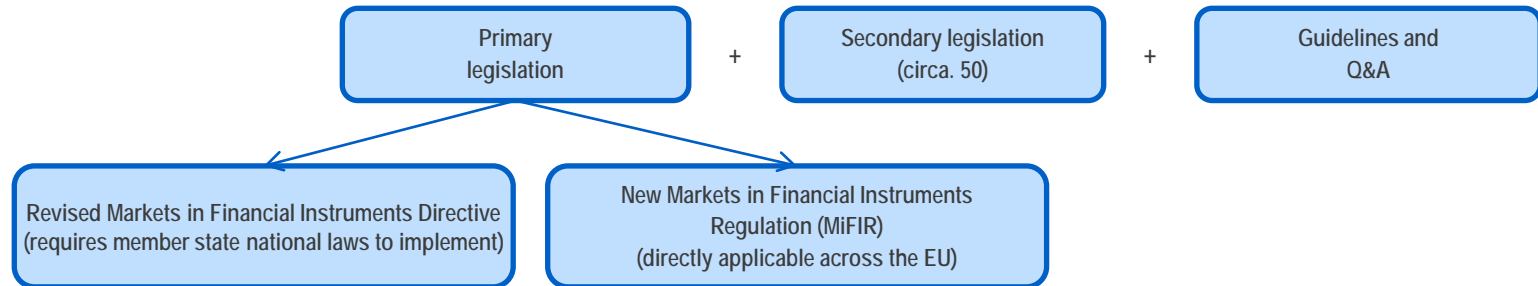 Primary
legislation
+
Secondary legislation
(circa. 50)
+
Guidelines and
Q&A
Revised Markets in Financial Instruments Directive
(requires member state national laws to implement)
New Markets in Financial Instruments
Regulation (MiFIR)
(directly applicable across the EU)